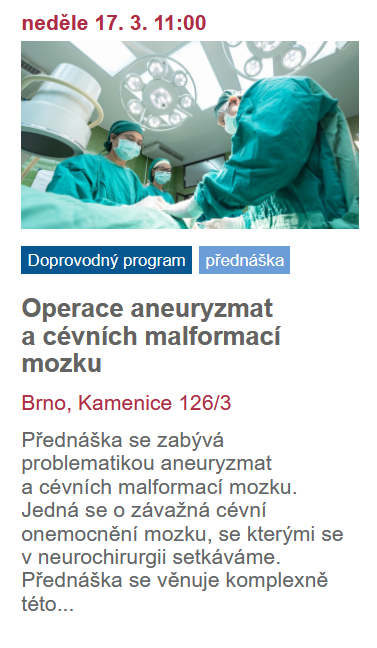 neděle 17. 3. 11:00
Doprovodný program přednáška
Operace aneuryzmat
a cévních malformací
mozku
Brno, Kamenice 126/3
Přednáška se zabývá
problematikou aneuryzmat
a cévních malformací mozku.
Jedná se o závažná cévní
onemocnění mozku, se kterými se
v neurochirurgii setkáváme.
Přednáška se věnuje komplexně
této...